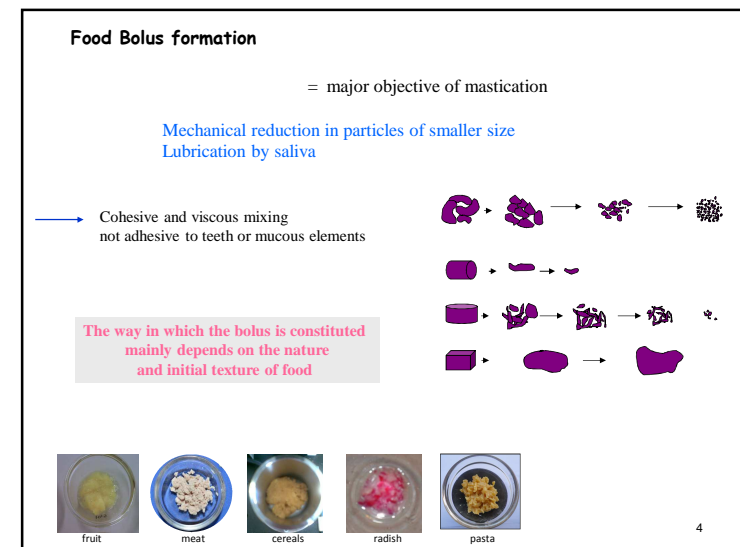 Food Bolus formation
= major objective of mastication
Mechanical reduction in particles of smaller size
Lubrication by saliva
Cohesive and viscous mixing
not adhesive to teeth or mucous elements
The way in which the bolus is constituted
mainly depends on the nature
and initial texture of food
fruit
meat
cereals
radish
pasta
4